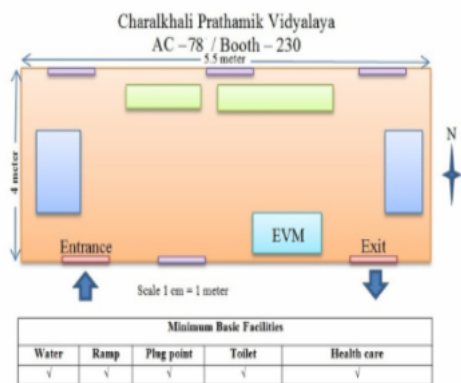 Charalkhali Prathamik Vidyalaya
AC –78 / Booth – 230
5.5 meter
4 meter
N
EVM
Entrance
Exit
Scale 1 cm = 1 meter
Minimum Basic Facilities
Water Ramp Plug point Toilet Health care
√ √ √ √ √